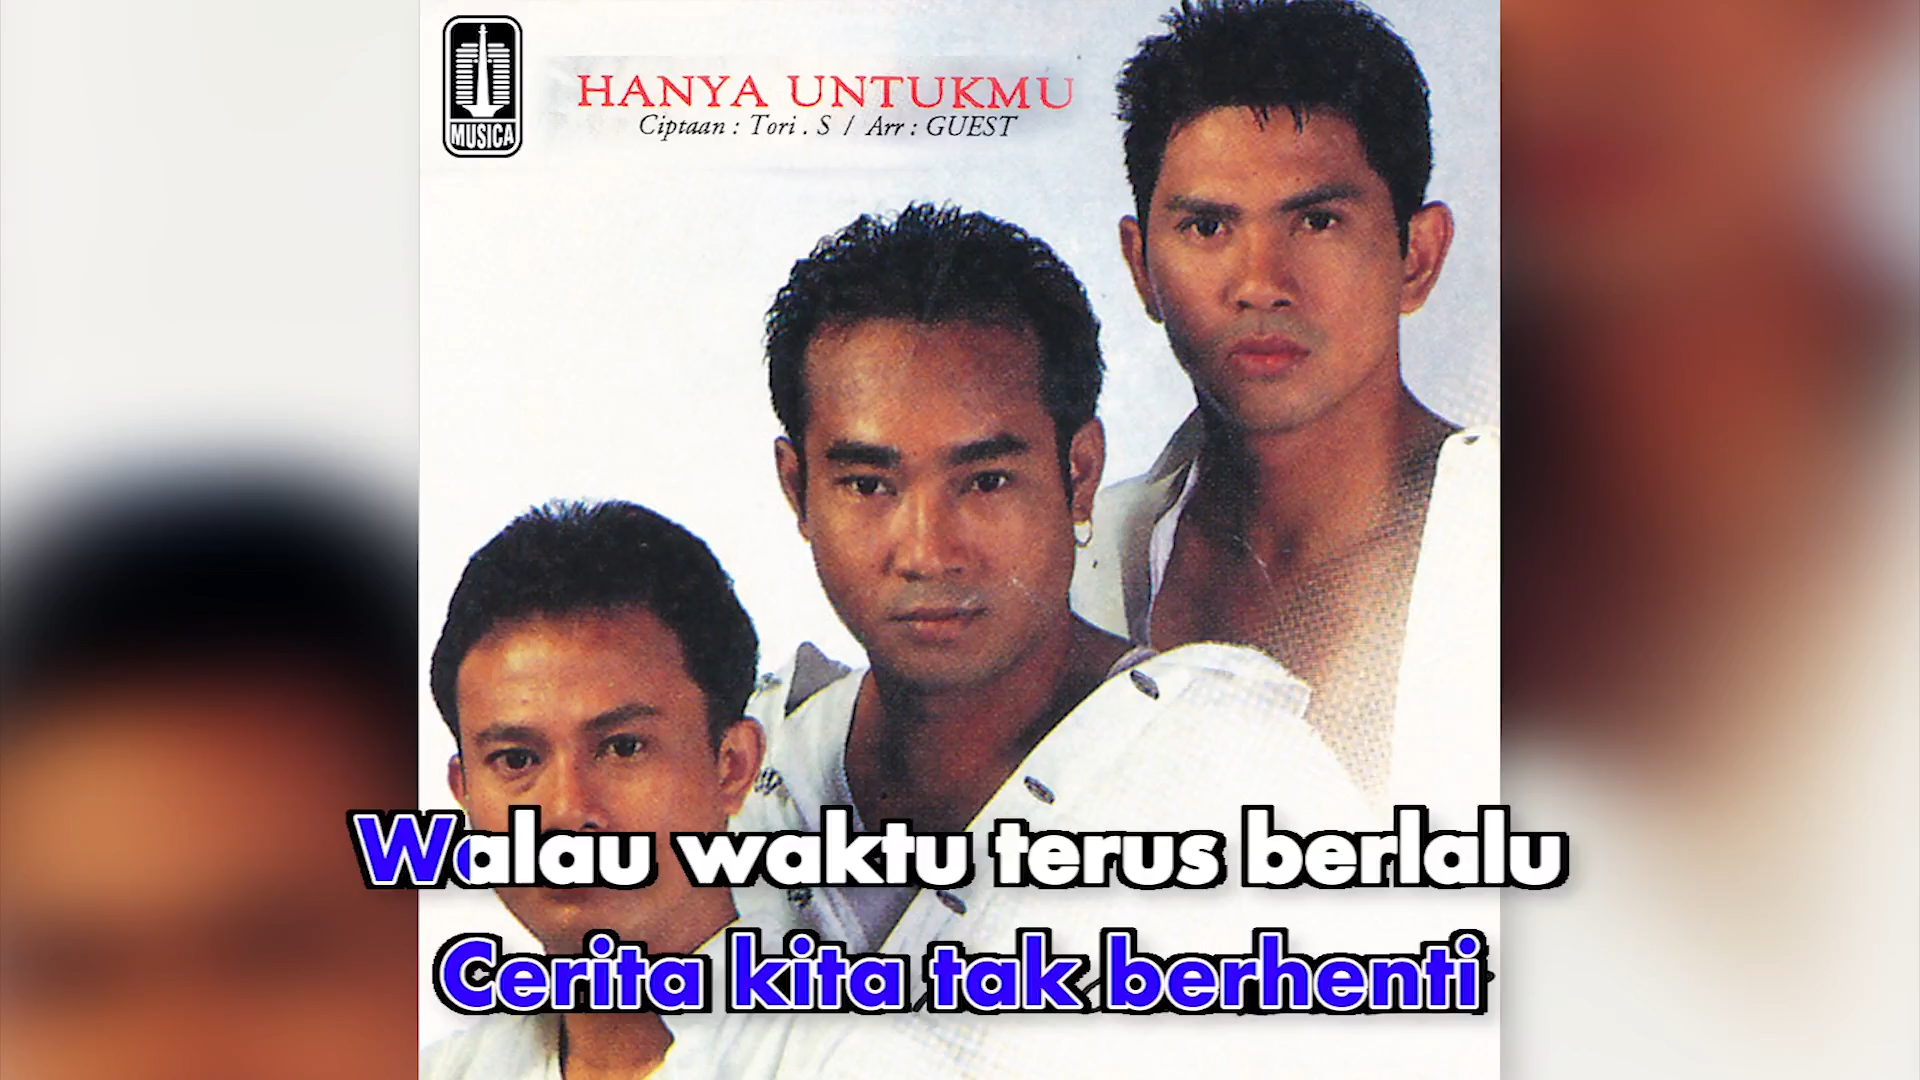 MUSICA
HANYA UNTUKMU
Ciptaan : Tori . S / Arr : GUEST
Walau waktu terus berlalu
Cerita kita tak berhenti